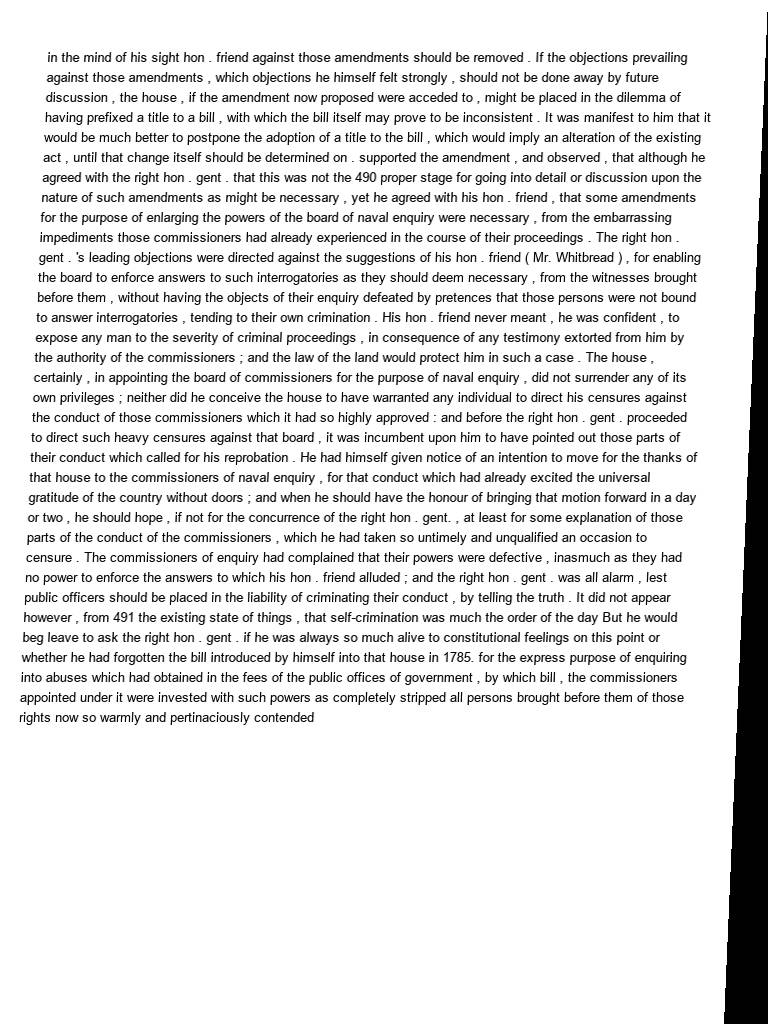 in the mind of his sight hon . friend against those amendments should be removed . If the objections prevailing
against those amendments , which objections he himself felt strongly , should not be done away by future
discussion , the house , if the amendment now proposed were acceded to , might be placed in the dilemma of
having prefixed a title to a bill , with which the bill itself may prove to be inconsistent . It was manifest to him that it
would be much better to postpone the adoption of a title to the bill , which would imply an alteration of the existing
act , until that change itself should be determined on . supported the amendment , and observed , that although he
agreed with the right hon . gent . that this was not the 490 proper stage for going into detail or discussion upon the
nature of such amendments as might be necessary , yet he agreed with his hon . friend , that some amendments
for the purpose of enlarging the powers of the board of naval enquiry were necessary , from the embarrassing
impediments those commissioners had already experienced in the course of their proceedings . The right hon .
gent . 's leading objections were directed against the suggestions of his hon . friend ( Mr. Whitbread ) , for enabling
the board to enforce answers to such interrogatories as they should deem necessary , from the witnesses brought
before them , without having the objects of their enquiry defeated by pretences that those persons were not bound
to answer interrogatories , tending to their own crimination . His hon . friend never meant , he was confident , to
expose any man to the severity of criminal proceedings , in consequence of any testimony extorted from him by
the authority of the commissioners ; and the law of the land would protect him in such a case . The house ,
certainly , in appointing the board of commissioners for the purpose of naval enquiry , did not surrender any of its
own privileges ; neither did he conceive the house to have warranted any individual to direct his censures against
the conduct of those commissioners which it had so highly approved : and before the right hon . gent . proceeded
to direct such heavy censures against that board , it was incumbent upon him to have pointed out those parts of
their conduct which called for his reprobation . He had himself given notice of an intention to move for the thanks of
that house to the commissioners of naval enquiry , for that conduct which had already excited the universal
gratitude of the country without doors ; and when he should have the honour of bringing that motion forward in a day
or two , he should hope , if not for the concurrence of the right hon . gent. , at least for some explanation of those
parts of the conduct of the commissioners , which he had taken so untimely and unqualified an occasion to
censure . The commissioners of enquiry had complained that their powers were defective , inasmuch as they had
no power to enforce the answers to which his hon . friend alluded ; and the right hon . gent . was all alarm , lest
public officers should be placed in the liability of criminating their conduct , by telling the truth . It did not appear
however , from 491 the existing state of things , that self-crimination was much the order of the day But he would
beg leave to ask the right hon . gent . if he was always so much alive to constitutional feelings on this point or
whether he had forgotten the bill introduced by himself into that house in 1785. for the express purpose of enquiring
into abuses which had obtained in the fees of the public offices of government , by which bill , the commissioners
appointed under it were invested with such powers as completely stripped all persons brought before them of those
rights now so warmly and pertinaciously contended